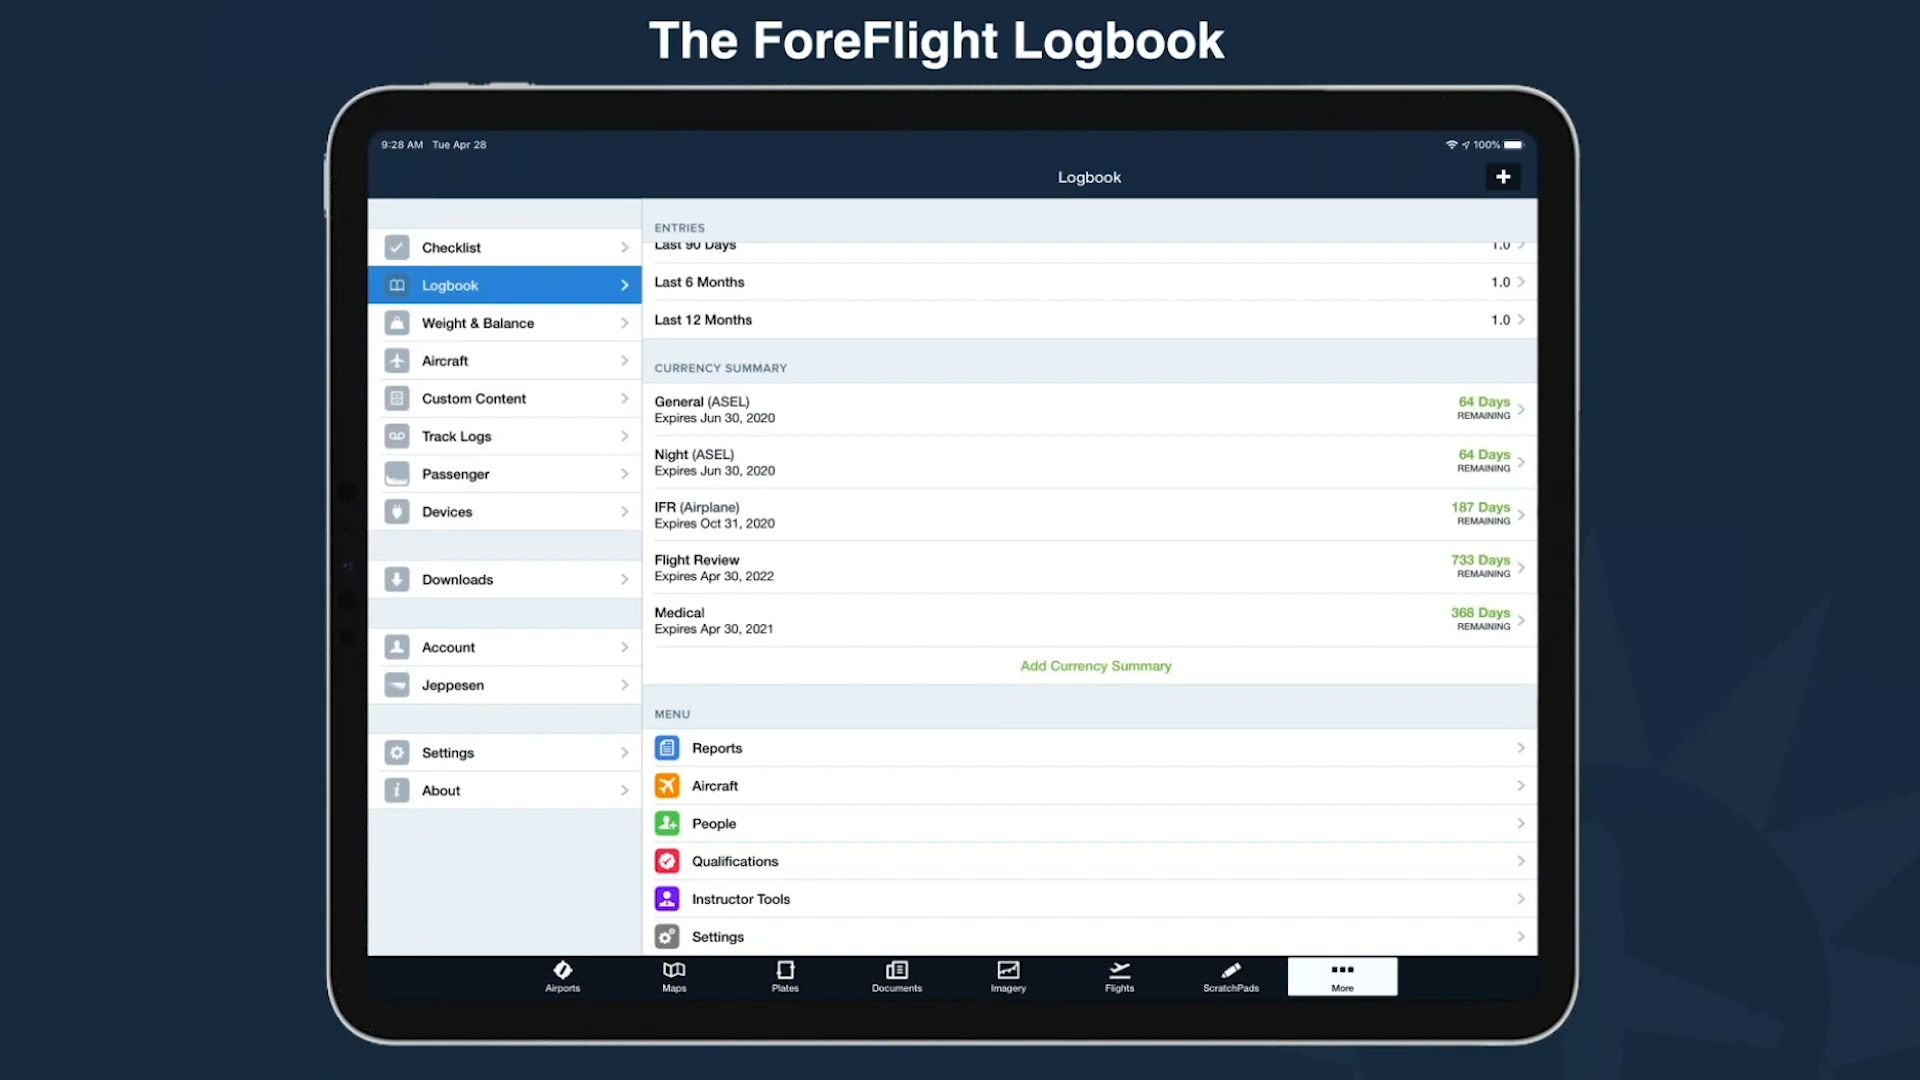 The ForeFlight Logbook
9:28 AM Tue Apr 28
100%
Logbook
Checklist
Logbook
Weight & Balance
Aircraft
Custom Content
Track Logs
Passenger
Devices
Downloads
Account
Jeppesen
Settings
About
ENTRIES
Last 90 Days 1.0
Last 6 Months 1.0
Last 12 Months 1.0
CURRENCY SUMMARY
General (ASEL) 64 Days
Expires Jun 30, 2020 REMAINING
Night (ASEL) 64 Days
Expires Jun 30, 2020 REMAINING
IFR (Airplane) 187 Days
Expires Oct 31, 2020 REMAINING
Flight Review 733 Days
Expires Apr 30, 2022 REMAINING
Medical 368 Days
Expires Apr 30, 2021 REMAINING
Add Currency Summary
MENU
Reports
Aircraft
People
Qualifications
Instructor Tools
Settings
Airports Maps Plates Documents Imagery Flights ScratchPads More